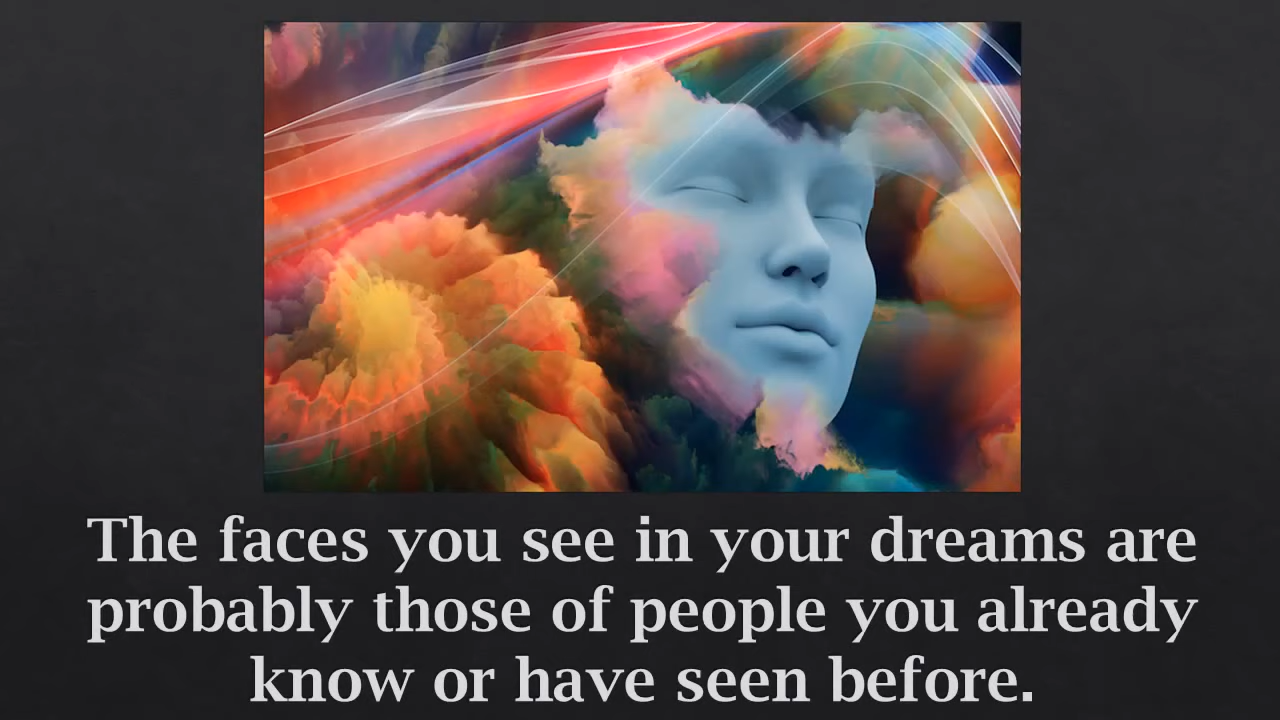 The faces you see in your dreams are
probably those of people you already
know or have seen before.